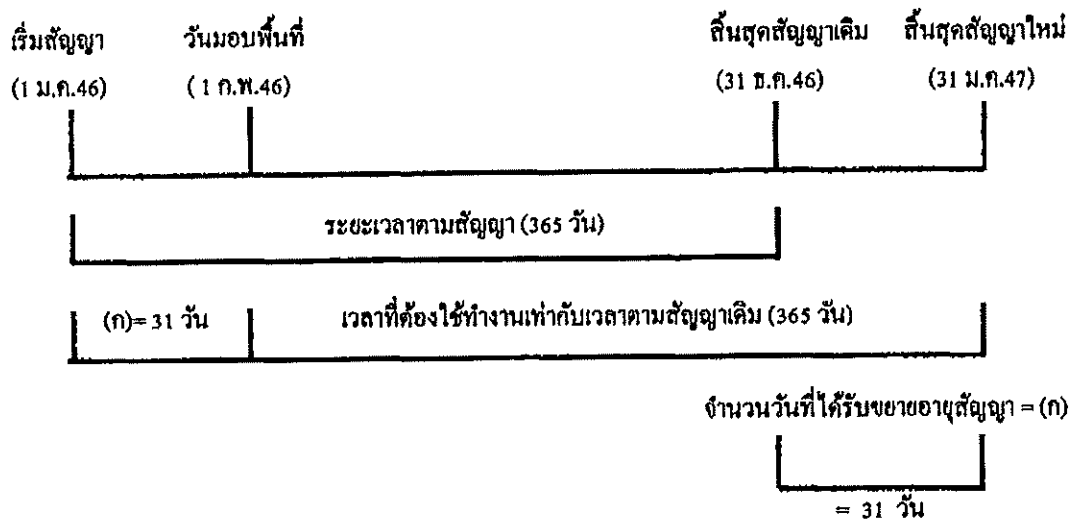 เริ่มสัญญา วันมอบพื้นที่ สิ้นสุดสัญญาเดิม สิ้นสุดสัญญาใหม่
(1 ม.ค.46) ( 1 ก.พ.46) (31 ธ.ค.46) (31 ม.ค.47)
ระยะเวลาตามสัญญา (365 วัน)
(ก)= 31 วัน เวลาที่ต้องใช้ทำงานเท่ากับเวลาตามสัญญาเดิม (365 วัน)
จำนวนวันที่ได้รับขยายอายุสัญญา = (ก)
= 31 วัน